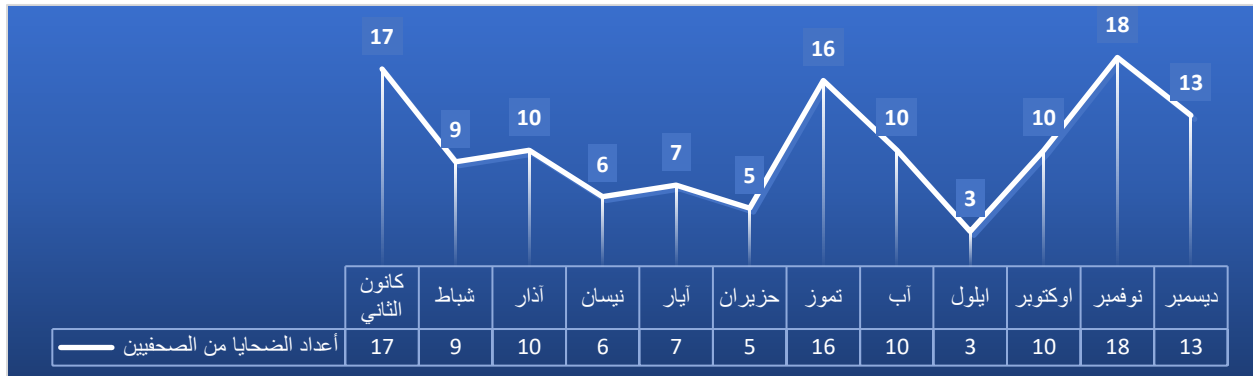 17
9
10
6
7
5
16
10
3
10
18
13
كانون
الثاني
شباط
آذار
نيسان
آيار
حزيران
تموز
آب
ايلول
اوكتوبر
نوفمبر
ديسمبر
أعداد الضحايا من الصحفيين
17
9
10
6
7
5
16
10
3
10
18
13